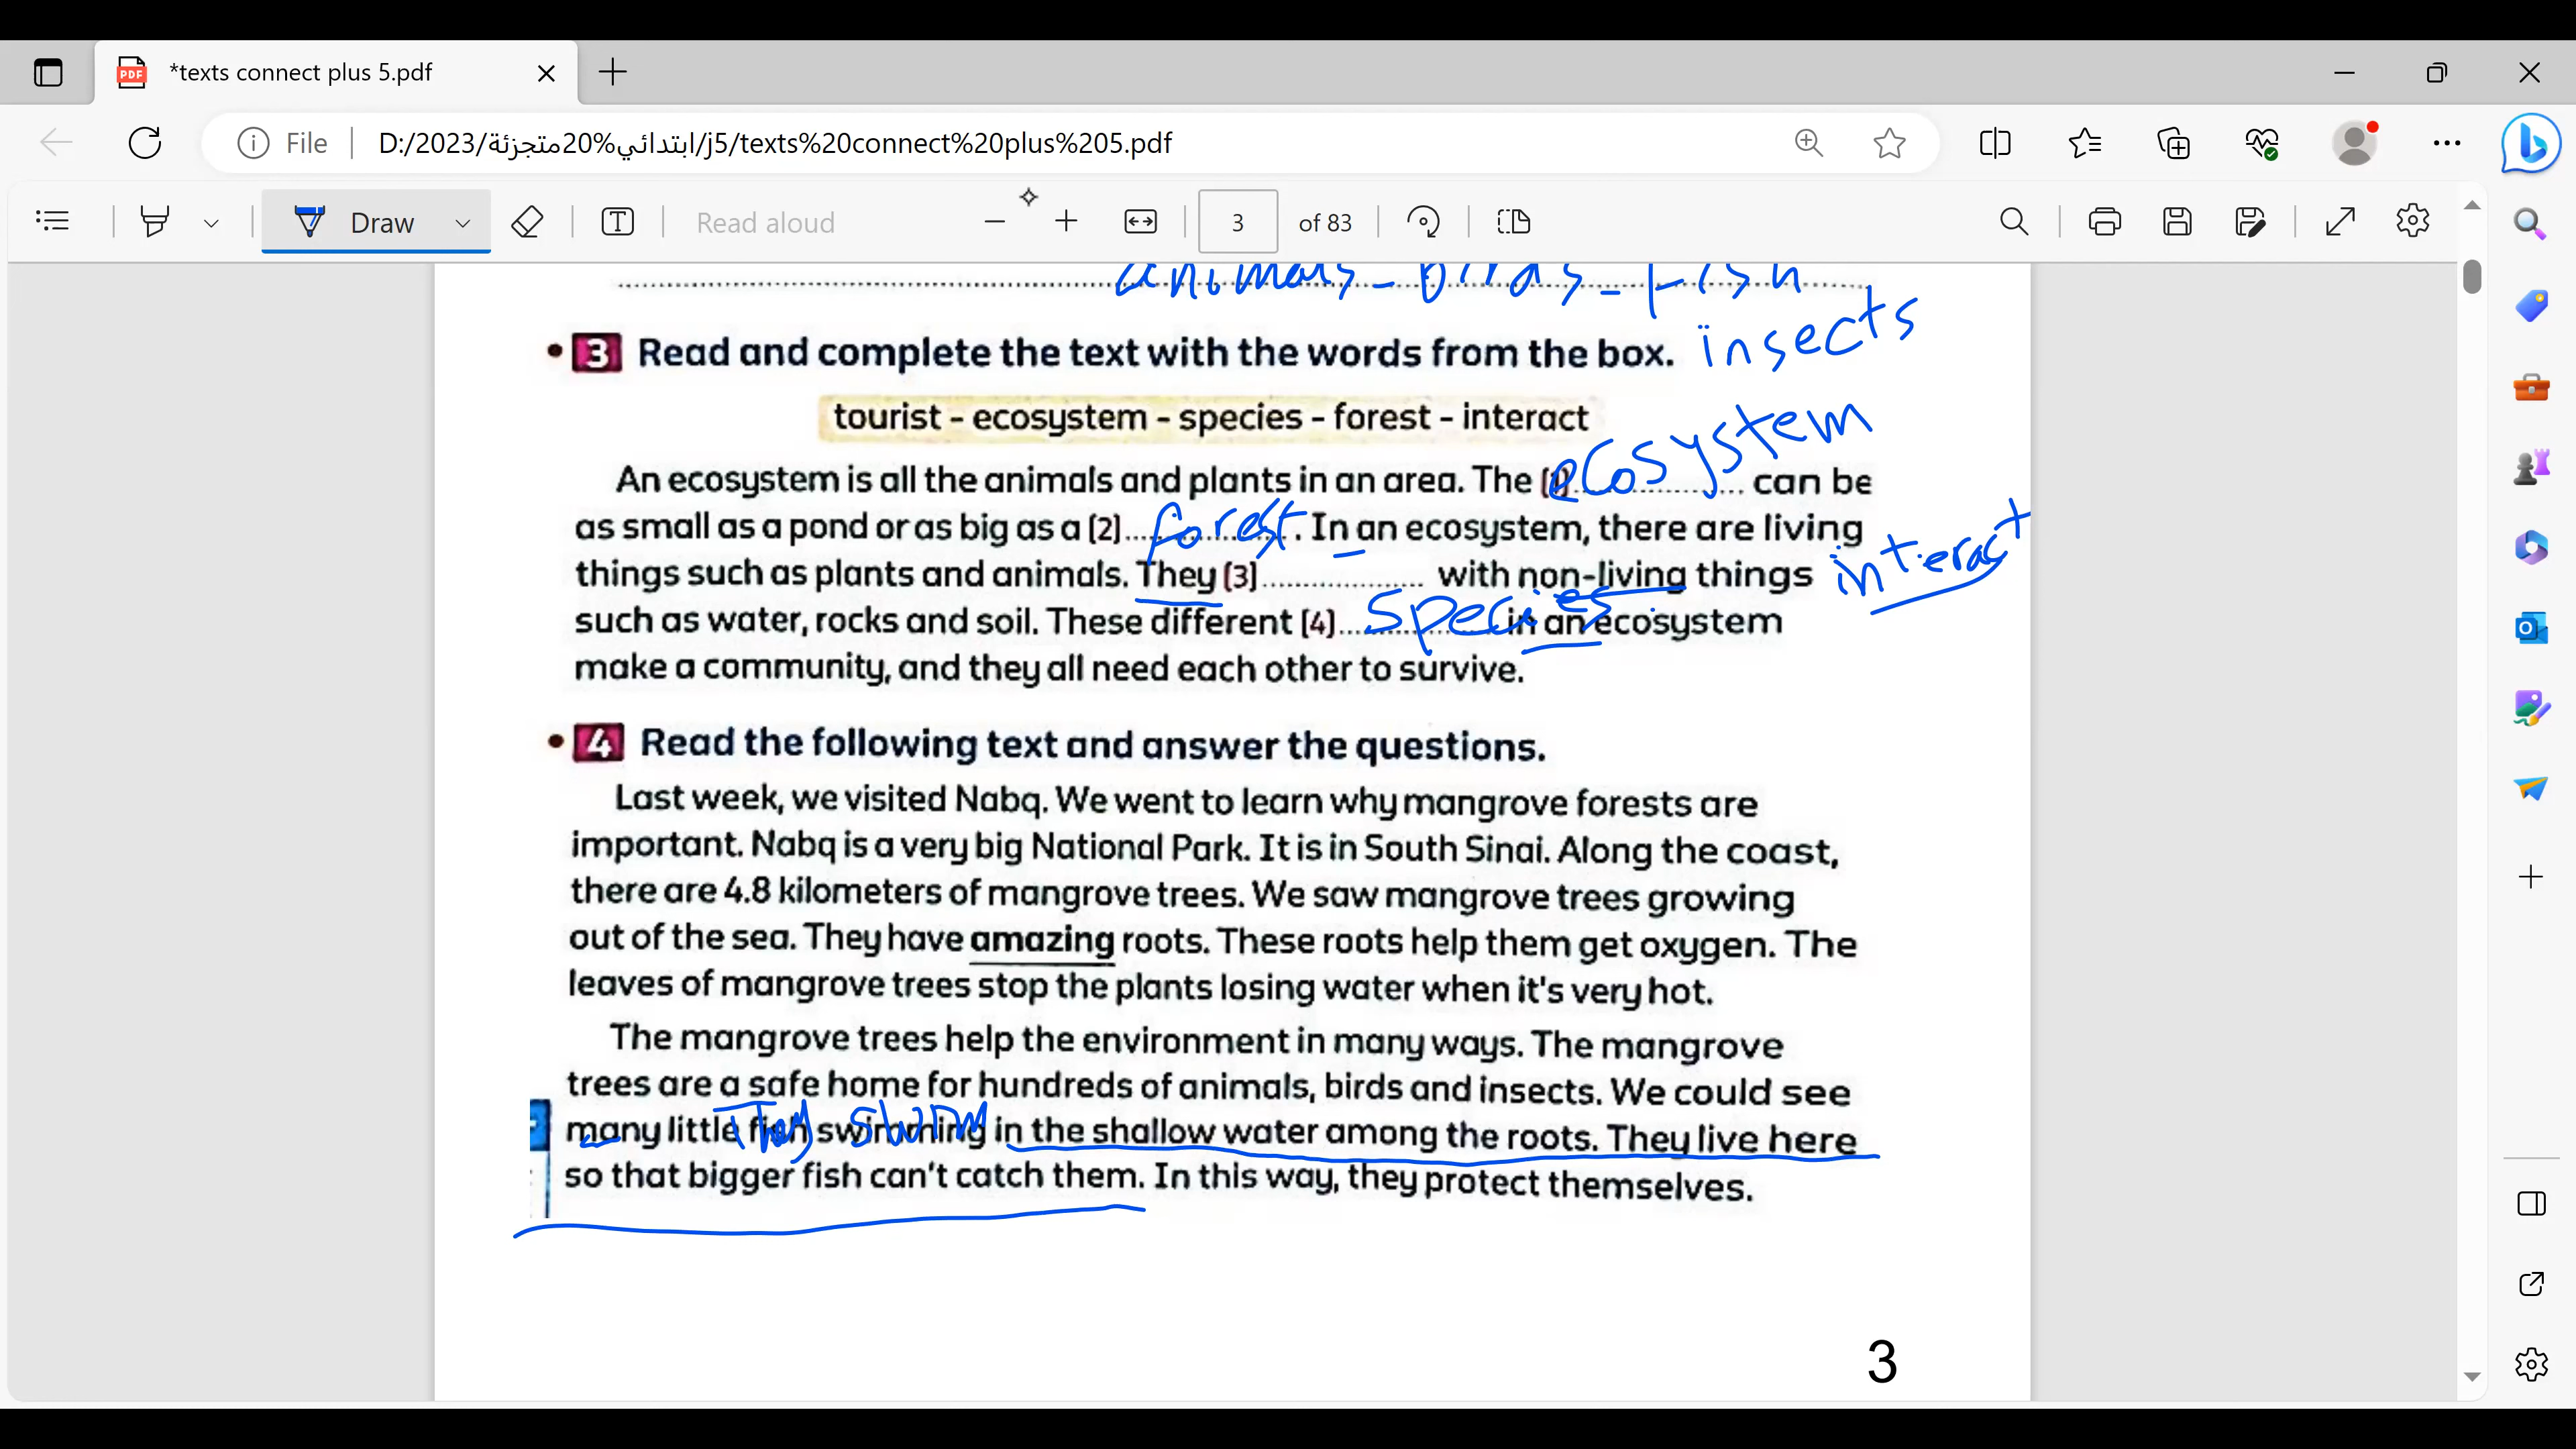 *texts connect plus 5.pdf
File D:/2023/ابتدائي%20متجزئة/j5/texts%20connect%20plus%205.pdf
Draw Read aloud 3 of 83
animals - birds - fish
insects
3 Read and complete the text with the words from the box.
tourist - ecosystem - species - forest - interact
An ecosystem is all the animals and plants in an area. The (1) ecosystem can be
as small as a pond or as big as a (2) forest. In an ecosystem, there are living
things such as plants and animals. They (3) .................. with non-living things interact
such as water, rocks and soil. These different (4) species in an ecosystem
make a community, and they all need each other to survive.
4 Read the following text and answer the questions.
Last week, we visited Nabq. We went to learn why mangrove forests are
important. Nabq is a very big National Park. It is in South Sinai. Along the coast,
there are 4.8 kilometers of mangrove trees. We saw mangrove trees growing
out of the sea. They have amazing roots. These roots help them get oxygen. The
leaves of mangrove trees stop the plants losing water when it's very hot.
The mangrove trees help the environment in many ways. The mangrove
trees are a safe home for hundreds of animals, birds and insects. We could see
They swim
many little fish swimming in the shallow water among the roots. They live here
so that bigger fish can't catch them. In this way, they protect themselves.
3